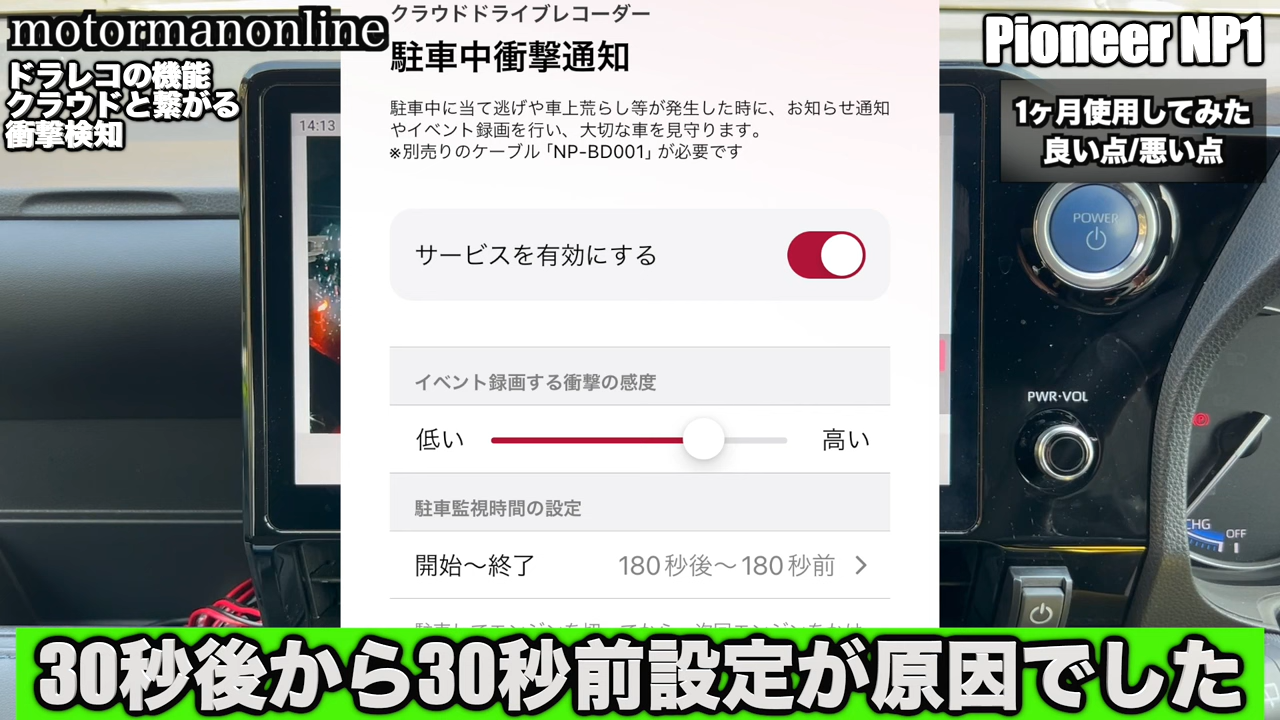 motormanonline
ドラレコの機能
クラウドと繋がる
衝撃検知
Pioneer NP1
1ヶ月使用してみた
良い点/悪い点
14:13
クラウドドライブレコーダー
駐車中衝撃通知
駐車中に当て逃げや車上荒らし等が発生した時に、お知らせ通知
やイベント録画を行い、大切な車を見守ります。
※別売りのケーブル「NP-BD001」が必要です
サービスを有効にする
イベント録画する衝撃の感度
低い 高い
駐車監視時間の設定
開始〜終了 180秒後〜180秒前
POWER
PWR·VOL
CHG
OFF
30秒後から30秒前設定が原因でした